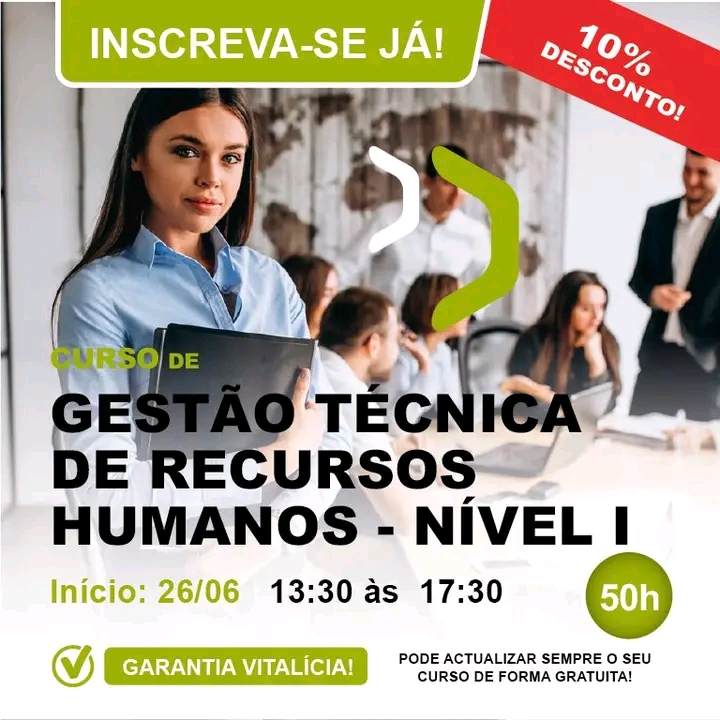 INSCREVA-SE JÁ!
10%
DESCONTO!
CURSO DE
GESTÃO TÉCNICA
DE RECURSOS
HUMANOS - NÍVEL I
Início: 26/06 13:30 às 17:30
50h
GARANTIA VITALÍCIA!
PODE ACTUALIZAR SEMPRE O SEU
CURSO DE FORMA GRATUITA!